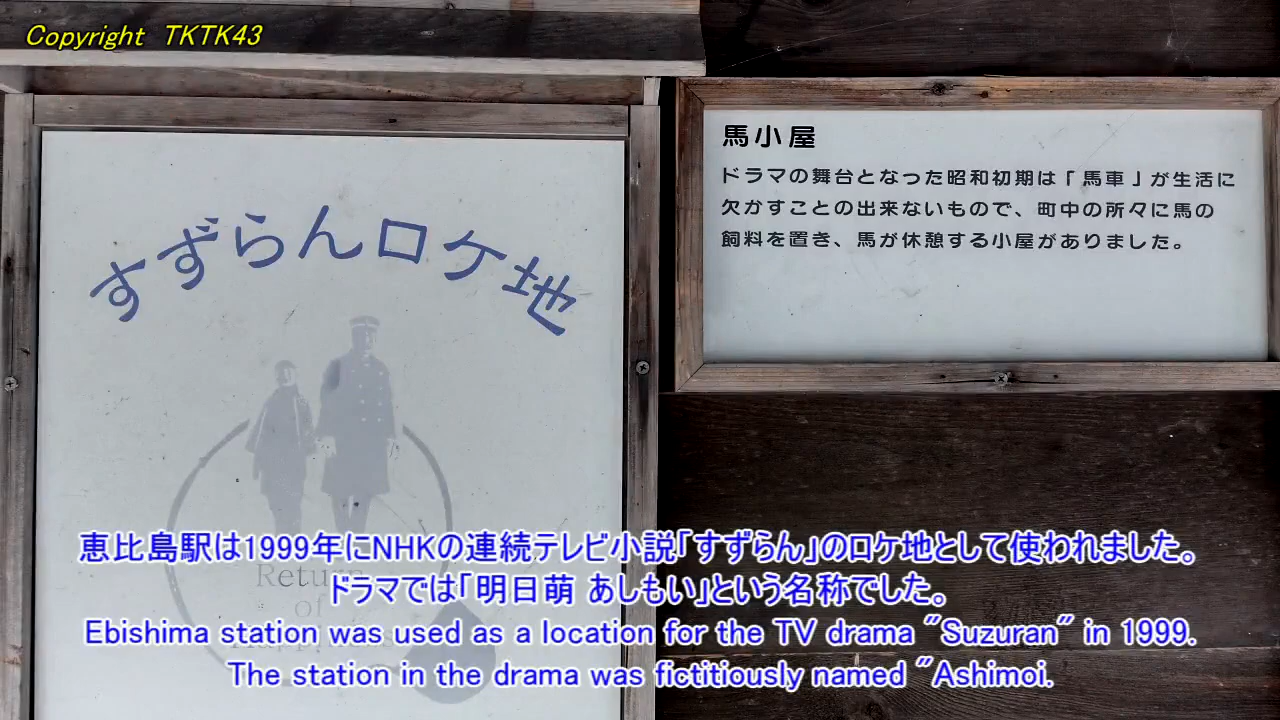 Copyright TKTK43
すずらんロケ地
馬小屋
ドラマの舞台となった昭和初期は「馬車」が生活に
欠かすことの出来ないもので、町中の所々に馬の
飼料を置き、馬が休憩する小屋がありました。
恵比島駅は1999年にNHKの連続テレビ小説「すずらん」のロケ地として使われました。
Return
ドラマでは「明日萌 あしもい」という名称でした。
of
Ebishima station was used as a location for the TV drama "Suzuran" in 1999.
The station in the drama was fictitiously named "Ashimoi.